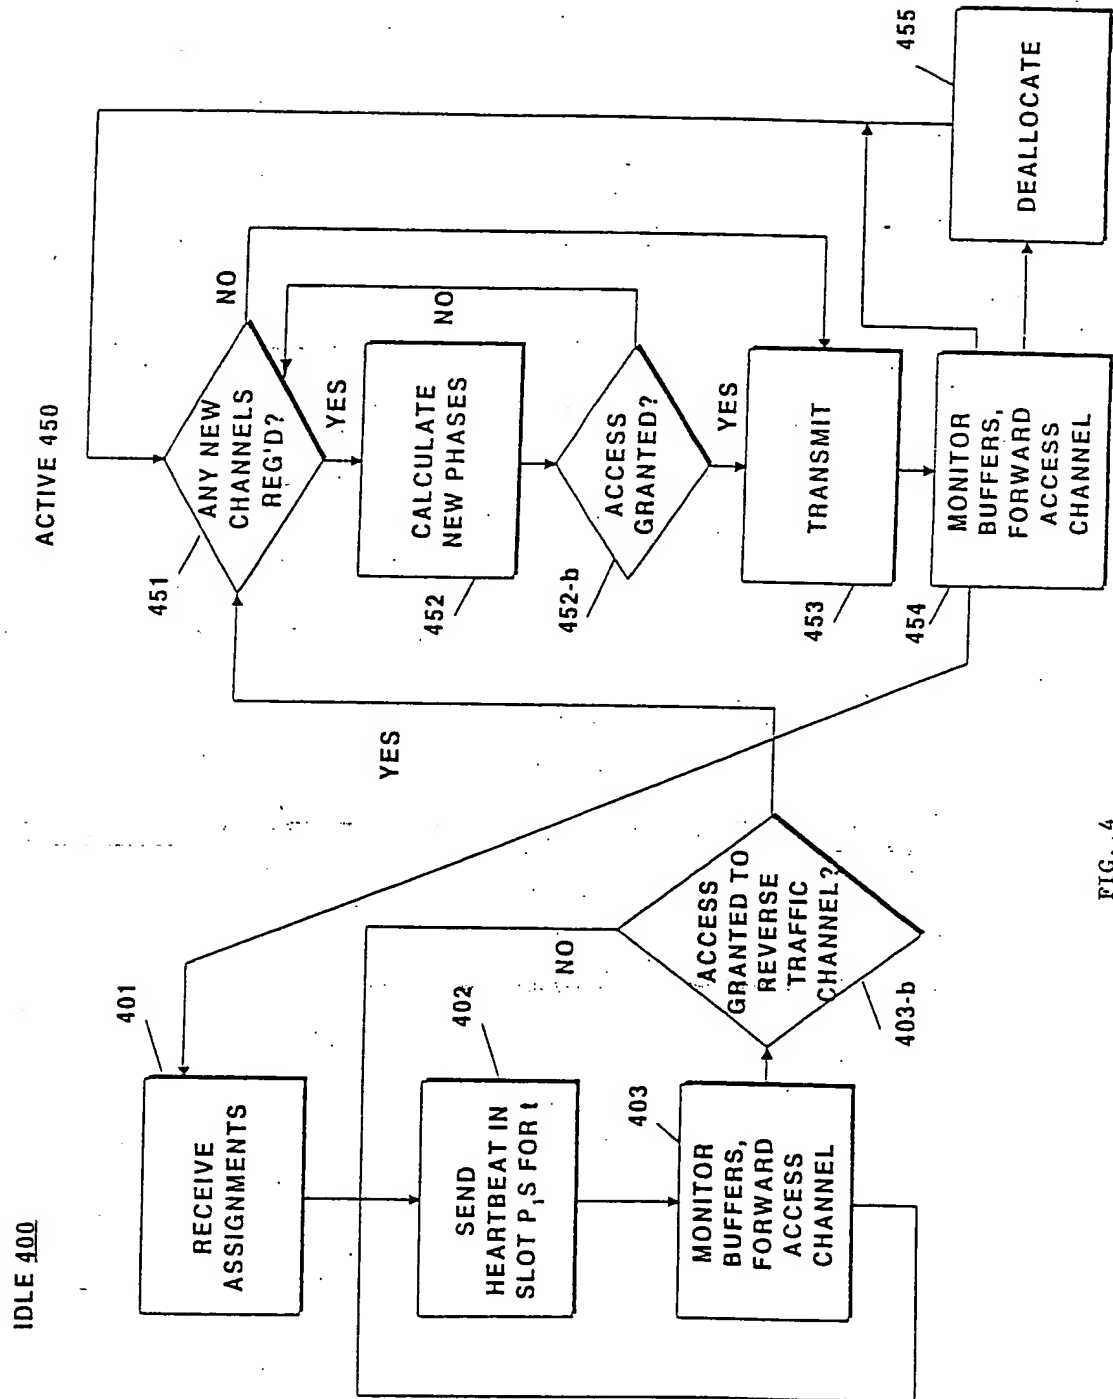 IDLE 400
401
RECEIVE
ASSIGNMENTS
402
SEND
HEARTBEAT IN
SLOT P,S FOR t
403
MONITOR
BUFFERS,
FORWARD
ACCESS
CHANNEL
NO
ACCESS
GRANTED TO
REVERSE
TRAFFIC
CHANNEL?
403-b
YES
ACTIVE 450
451
ANY NEW
CHANNELS
REG'D?
NO
YES
452
CALCULATE
NEW PHASES
NO
452-b
ACCESS
GRANTED?
YES
453
TRANSMIT
454
MONITOR
BUFFERS,
FORWARD
ACCESS
CHANNEL
455
DEALLOCATE
FIG. 4